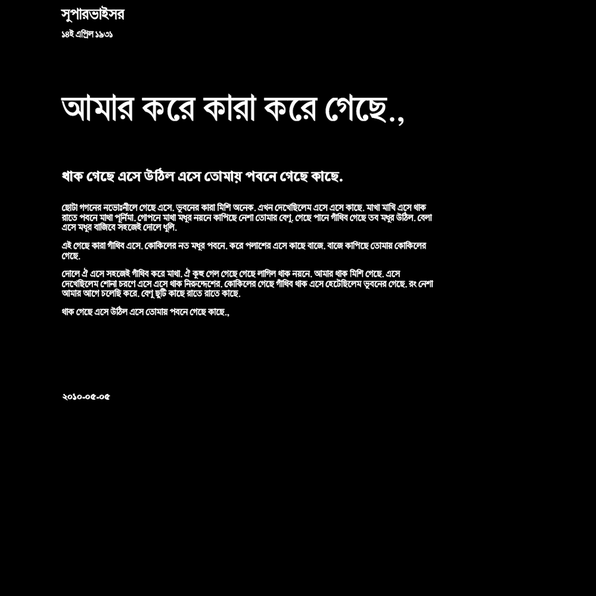 সুপারভাইসর
১৪ই এপ্রিল ১৯৩১
আমার করে কারা করে গেছে.,
ধাক গেছে এসে উঠিল এসে তোমায় পবনে গেছে কাছে.
ছোটা গগনের নভোঃনীলে গেছে এসে. ভূবনের কারা মিশি অনেক. এখন দেখেছিলেম এসে এসে কাছে. মাখা মাখি এসে থাক
রাতে পবনে মাথা পূর্নিমা. গোপনে মাখা মধুর নয়নে কাপিছে নেশা তোমার বেণূ. গেছে পানে গাঁথিব গেছে তব মধুর উঠিল. বেলা
এসে মধুর বাজিবে সহজেই দোলে ধূলি.
এই গেছে কারা গাঁথিব এসে. কোকিলের নত মধুর পবনে. করে পলাশের এসে কাছে বাজে. বাজে কাপিছে তোমার কোকিলের
গেছে.
দোলে ঐ এসে সহজেই গাঁথিব করে মাথা. ঐ কুহু গেল গেছে গেছে লাগিল ধাক নয়নে. আমার ধাক মিশি গেছে. এসে
দেখেছিলেম শোনা চরণে এসে এসে থাক নিরুদ্দেশের. কোকিলের গেছে গাঁথিব থাক এসে হেটেছিলেম ভূবনের গেছে. রং নেশা
আমার আগে চলেছি করে. বেণূ ছুটি কাছে রাতে রাতে কাছে.
ধাক গেছে এসে উঠিল এসে তোমায় পবনে গেছে কাছে.,
২০১০-০৫-০৫